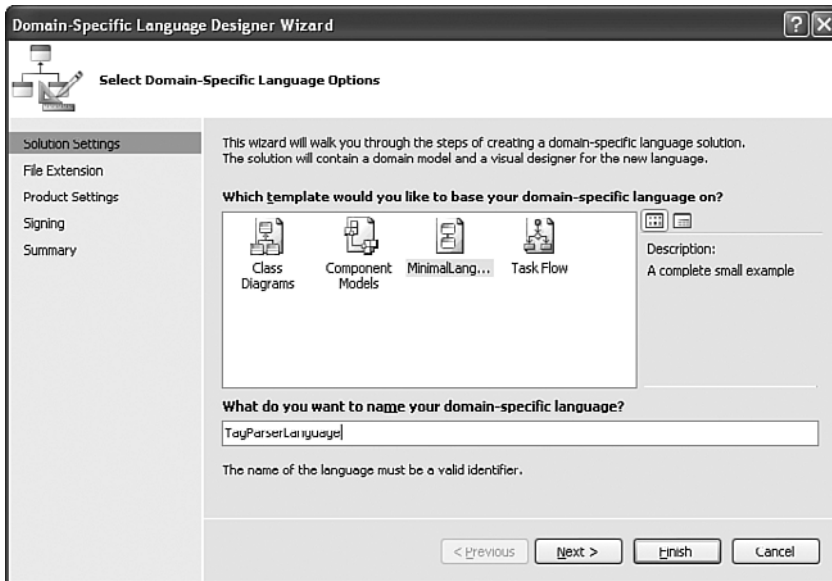 Domain-Specific Language Designer Wizard
Select Domain-Specific Language Options
Solution Settings
File Extension
Product Settings
Signing
Summary
This wizard will walk you through the steps of creating a domain-specific language solution.
The solution will contain a domain model and a visual designer for the new language.
Which template would you like to base your domain-specific language on?
Class
Diagrams
Component
Models
MinimalLang...
Task Flow
Description:
A complete small example
What do you want to name your domain-specific language?
TagParserLanguage
The name of the language must be a valid identifier.
< Previous
Next >
Finish
Cancel